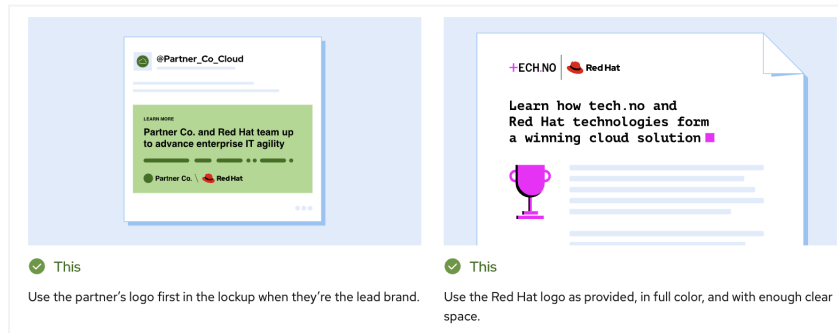 @Partner_Co_Cloud
LEARN MORE
Partner Co. and Red Hat team up
to advance enterprise IT agility
Partner Co. \ Red Hat
This
Use the partner's logo first in the lockup when they're the lead brand.
+ECH.NO | Red Hat
Learn how tech.no and
Red Hat technologies form
a winning cloud solution
This
Use the Red Hat logo as provided, in full color, and with enough clear
space.